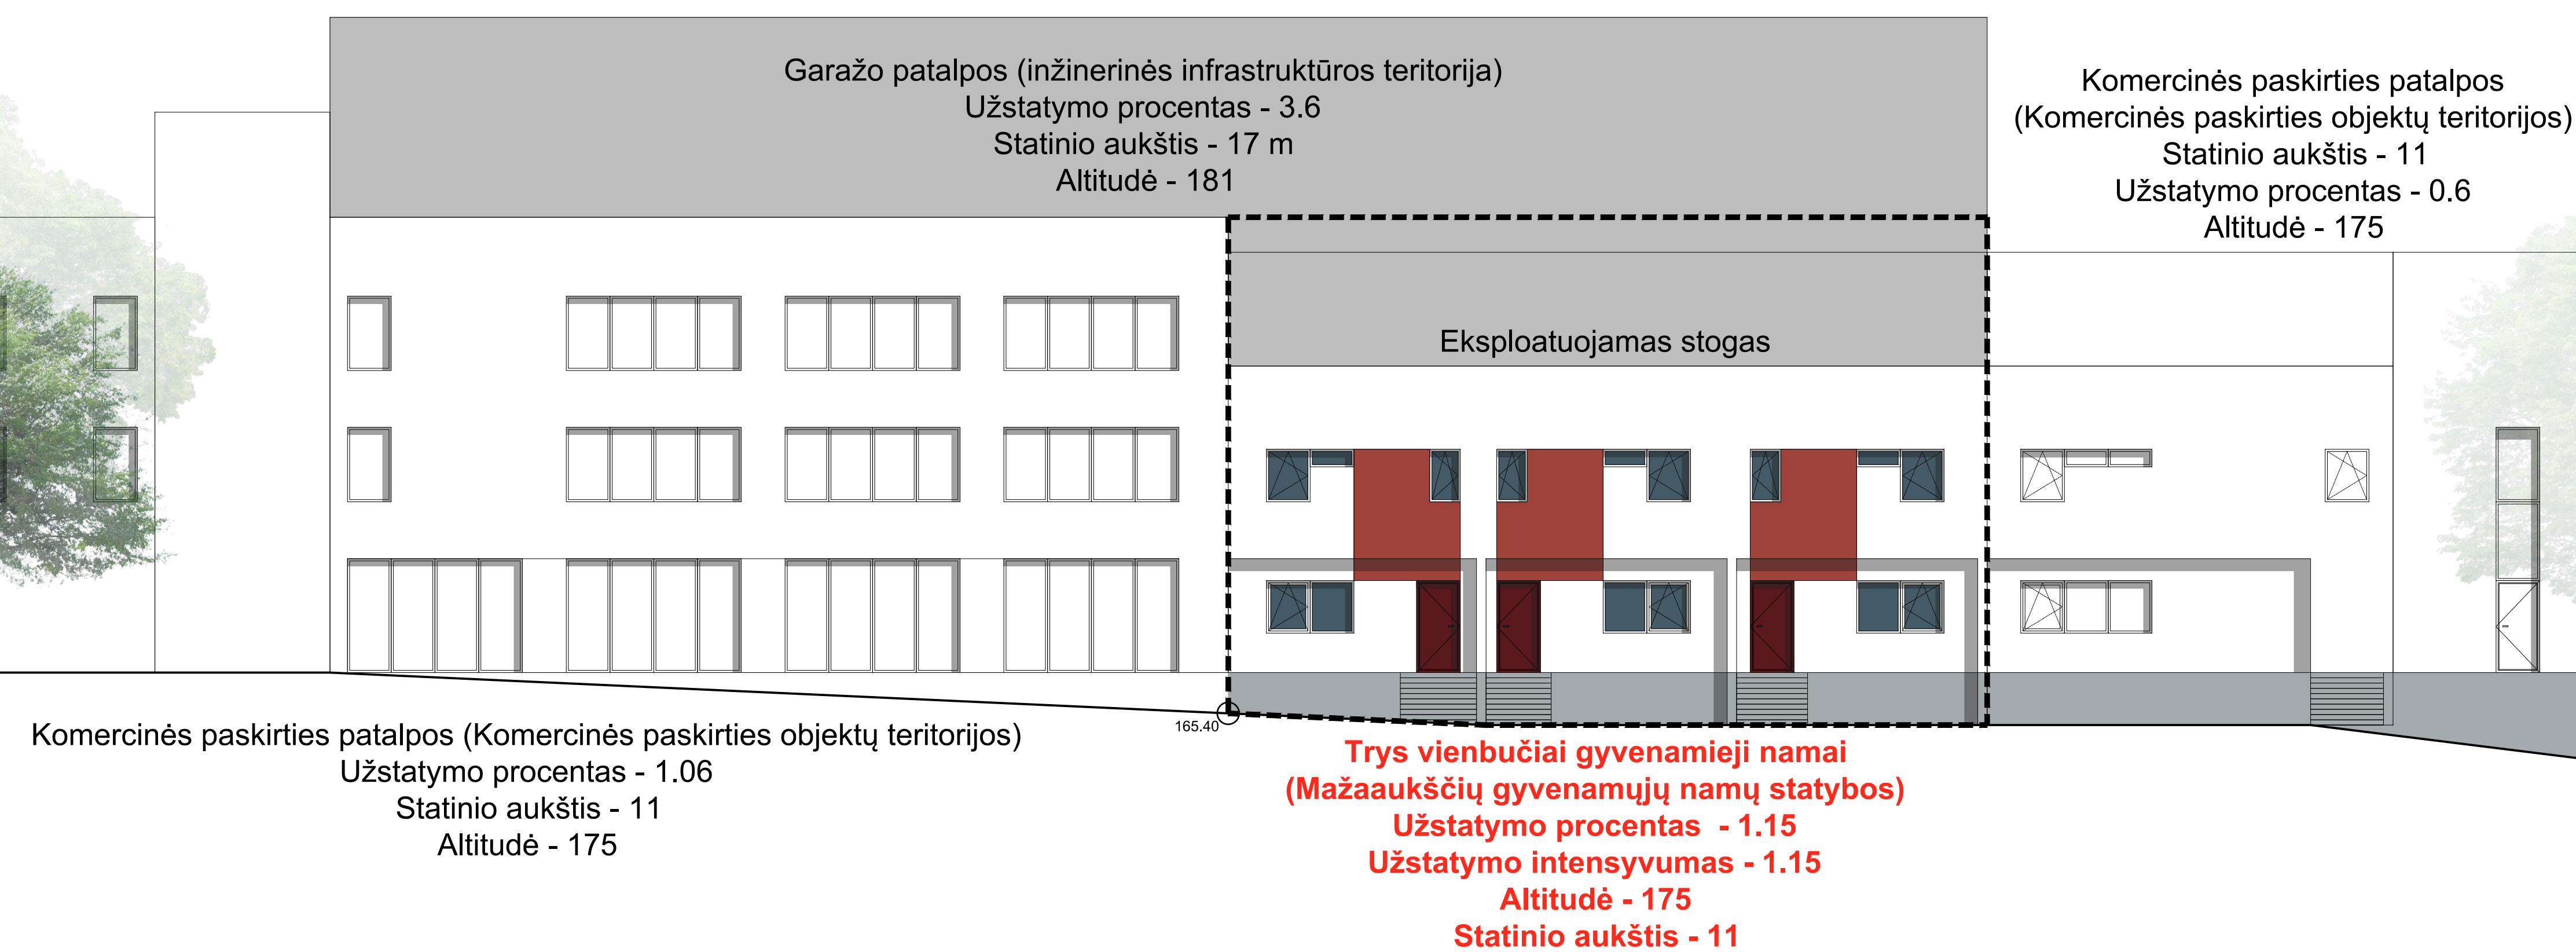 Garažo patalpos (inžinerinės infrastruktūros teritorija)
Užstatymo procentas - 3.6
Statinio aukštis - 17 m
Altitudė - 181
Komercinės paskirties patalpos
(Komercinės paskirties objektų teritorijos)
Statinio aukštis - 11
Užstatymo procentas - 0.6
Altitudė - 175
Eksploatuojamas stogas
165.40
Komercinės paskirties patalpos (Komercinės paskirties objektų teritorijos)
Užstatymo procentas - 1.06
Statinio aukštis - 11
Altitudė - 175
Trys vienbučiai gyvenamieji namai
(Mažaaukščių gyvenamųjų namų statybos)
Užstatymo procentas  - 1.15
Užstatymo intensyvumas - 1.15
Altitudė - 175
Statinio aukštis - 11